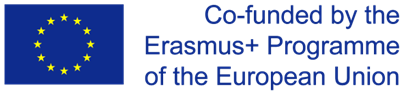 Co-funded by the
Erasmus+ Programme
of the European Union